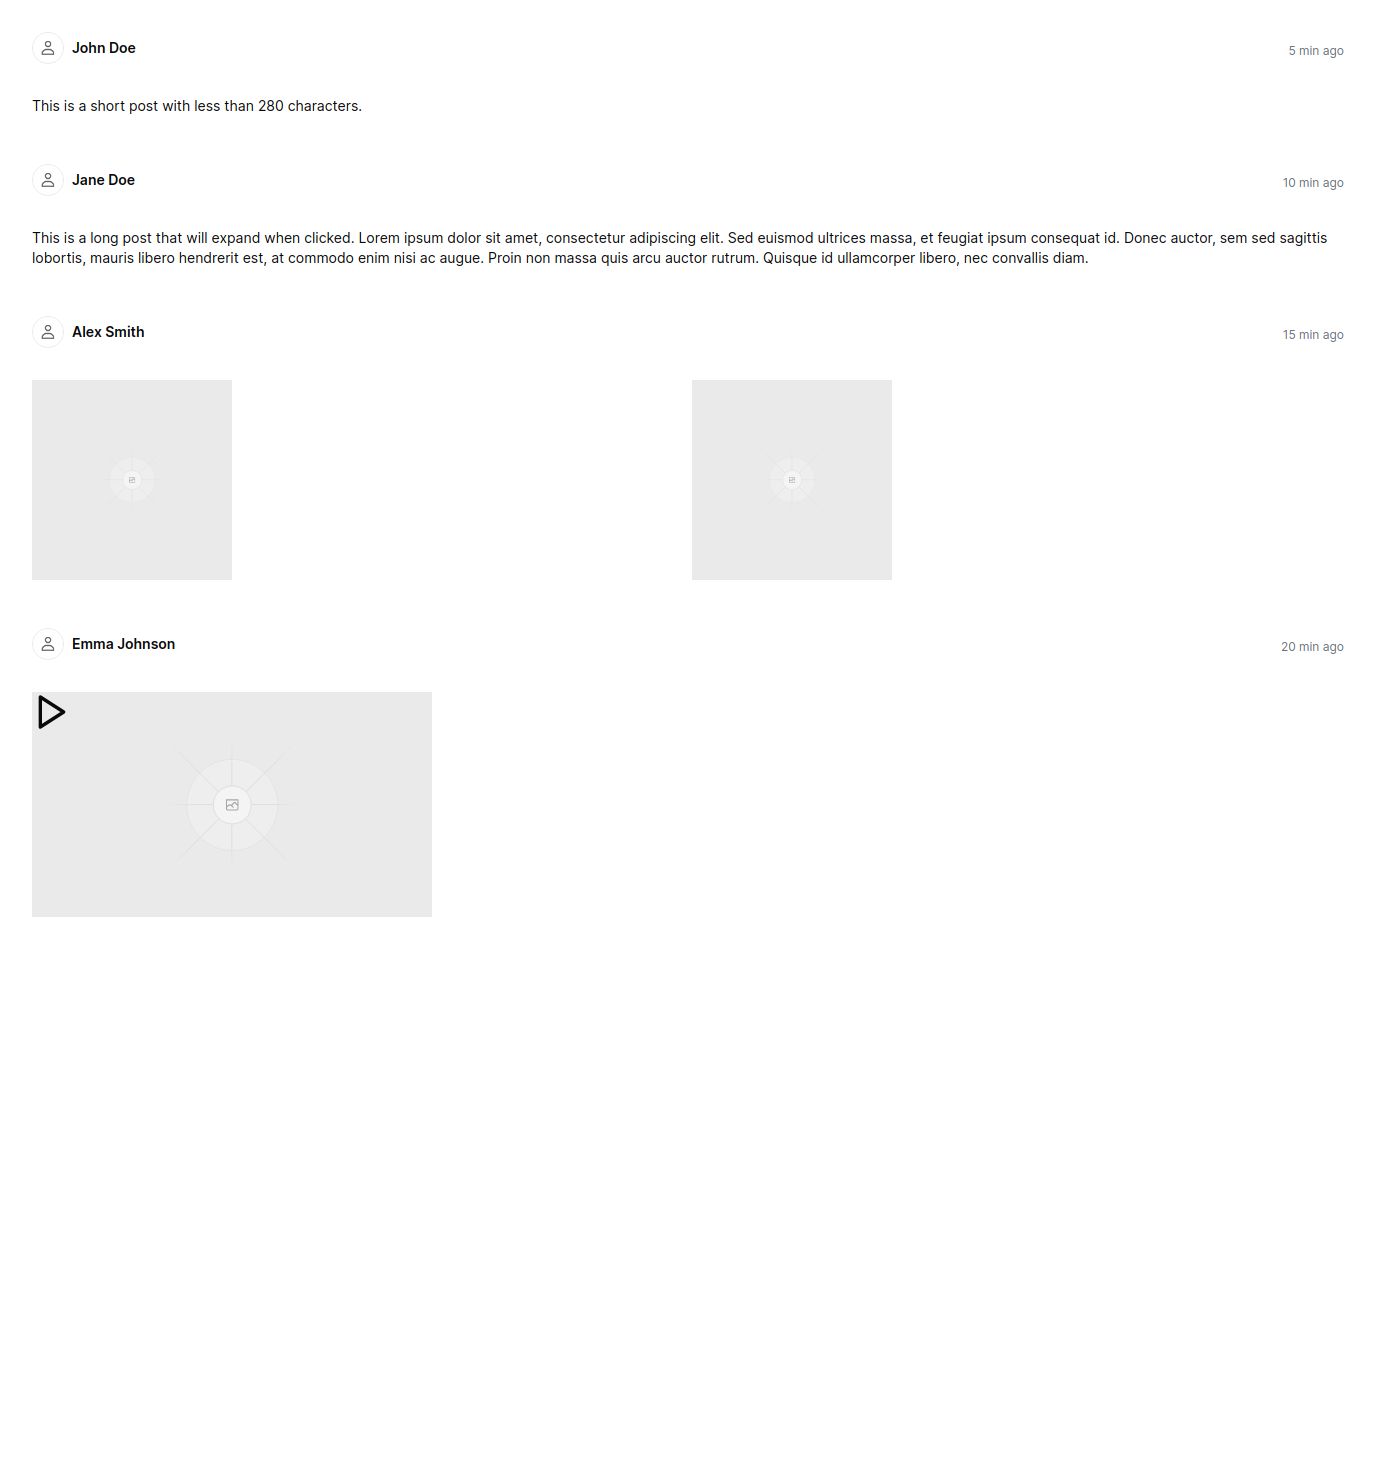 John Doe
5 min ago
This is a short post with less than 280 characters.
Jane Doe
10 min ago
This is a long post that will expand when clicked. Lorem ipsum dolor sit amet, consectetur adipiscing elit. Sed euismod ultrices massa, et feugiat ipsum consequat id. Donec auctor, sem sed sagittis
lobortis, mauris libero hendrerit est, at commodo enim nisi ac augue. Proin non massa quis arcu auctor rutrum. Quisque id ullamcorper libero, nec convallis diam.
Alex Smith
15 min ago
Emma Johnson
20 min ago